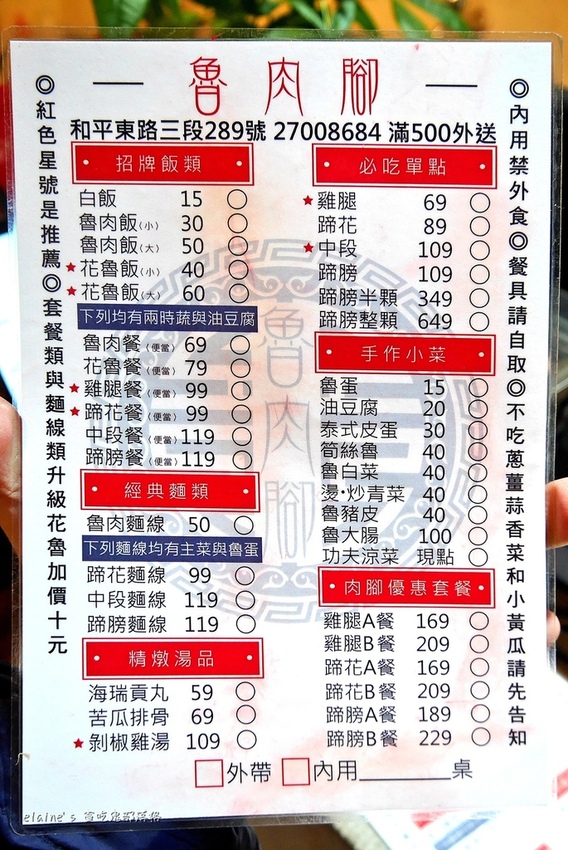 魯肉腳
和平東路三段289號 27008684 滿500外送
◎紅色星號是推薦◎套餐類與麵線類升級花魯加價十元
招牌飯類
白飯 15
魯肉飯(小) 30
魯肉飯(大) 50
★花魯飯(小) 40
★花魯飯(大) 60
下列均有兩時蔬與油豆腐
魯肉餐(便當) 69
花魯餐(便當) 79
★雞腿餐(便當) 99
★蹄花餐(便當) 99
中段餐(便當) 119
蹄膀餐(便當) 119
經典麵類
魯肉麵線 50
下列麵線均有主菜與魯蛋
蹄花麵線 99
中段麵線 119
蹄膀麵線 119
精燉湯品
海瑞貢丸 59
苦瓜排骨 69
★剝椒雞湯 109
必吃單點
★雞腿 69
蹄花 89
★中段 109
蹄膀 109
蹄膀半顆 349
蹄膀整顆 649
手作小菜
魯蛋 15
油豆腐 20
泰式皮蛋 30
筍絲魯 40
魯白菜 40
燙·炒青菜 40
魯豬皮 40
魯大腸 100
功夫涼菜 現點
肉腳優惠套餐
雞腿A餐 169
雞腿B餐 209
蹄花A餐 169
蹄花B餐 209
蹄膀A餐 189
蹄膀B餐 229
外帶 內用 桌
◎內用禁外食◎餐具請自取◎不吃蔥薑蒜香菜和小黃瓜請先告知
魯肉腳
elaine's